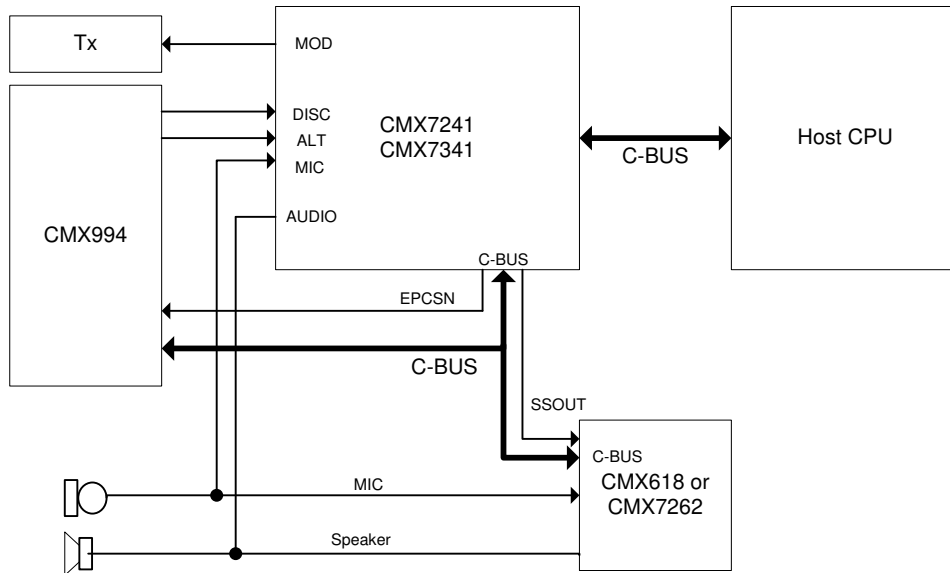 Tx
MOD
DISC
ALT
MIC
AUDIO
CMX7241
CMX7341
C-BUS
C-BUS
Host CPU
CMX994
EPCSN
C-BUS
SSOUT
C-BUS
CMX618 or
CMX7262
MIC
Speaker